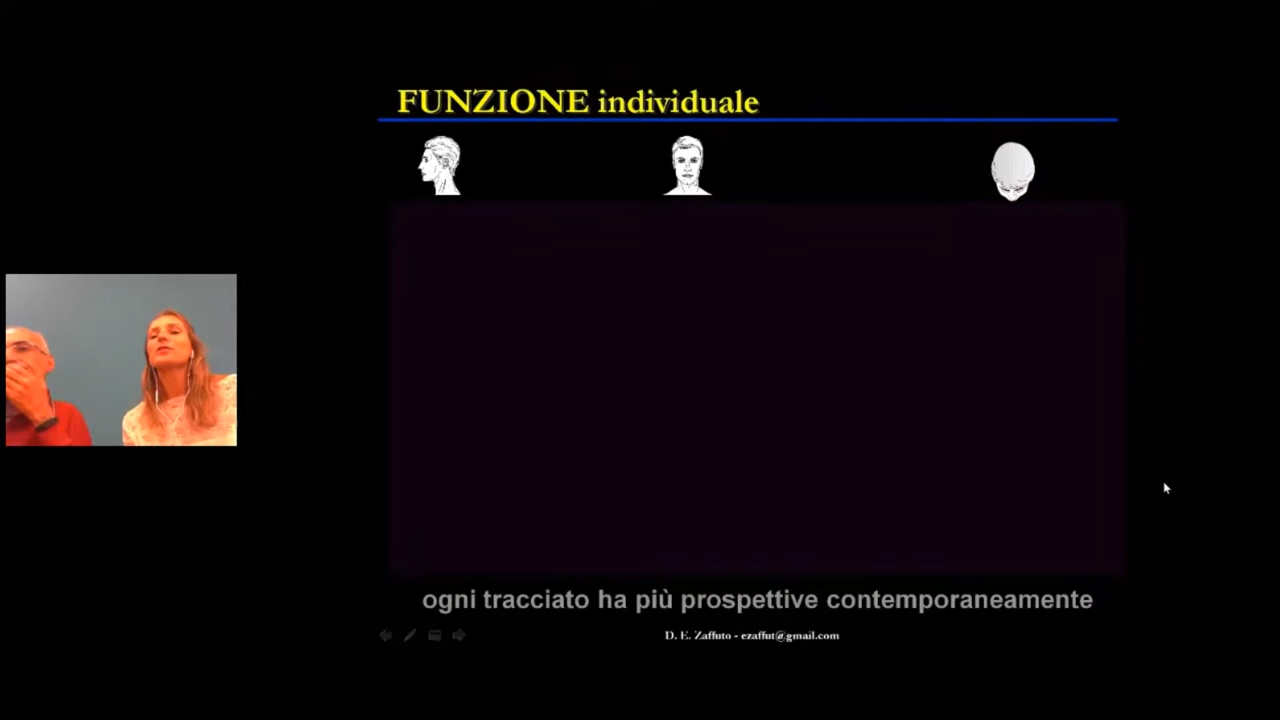 FUNZIONE individuale
ogni tracciato ha più prospettive contemporaneamente
D. E. Zaffuto - ezaffut@gmail.com